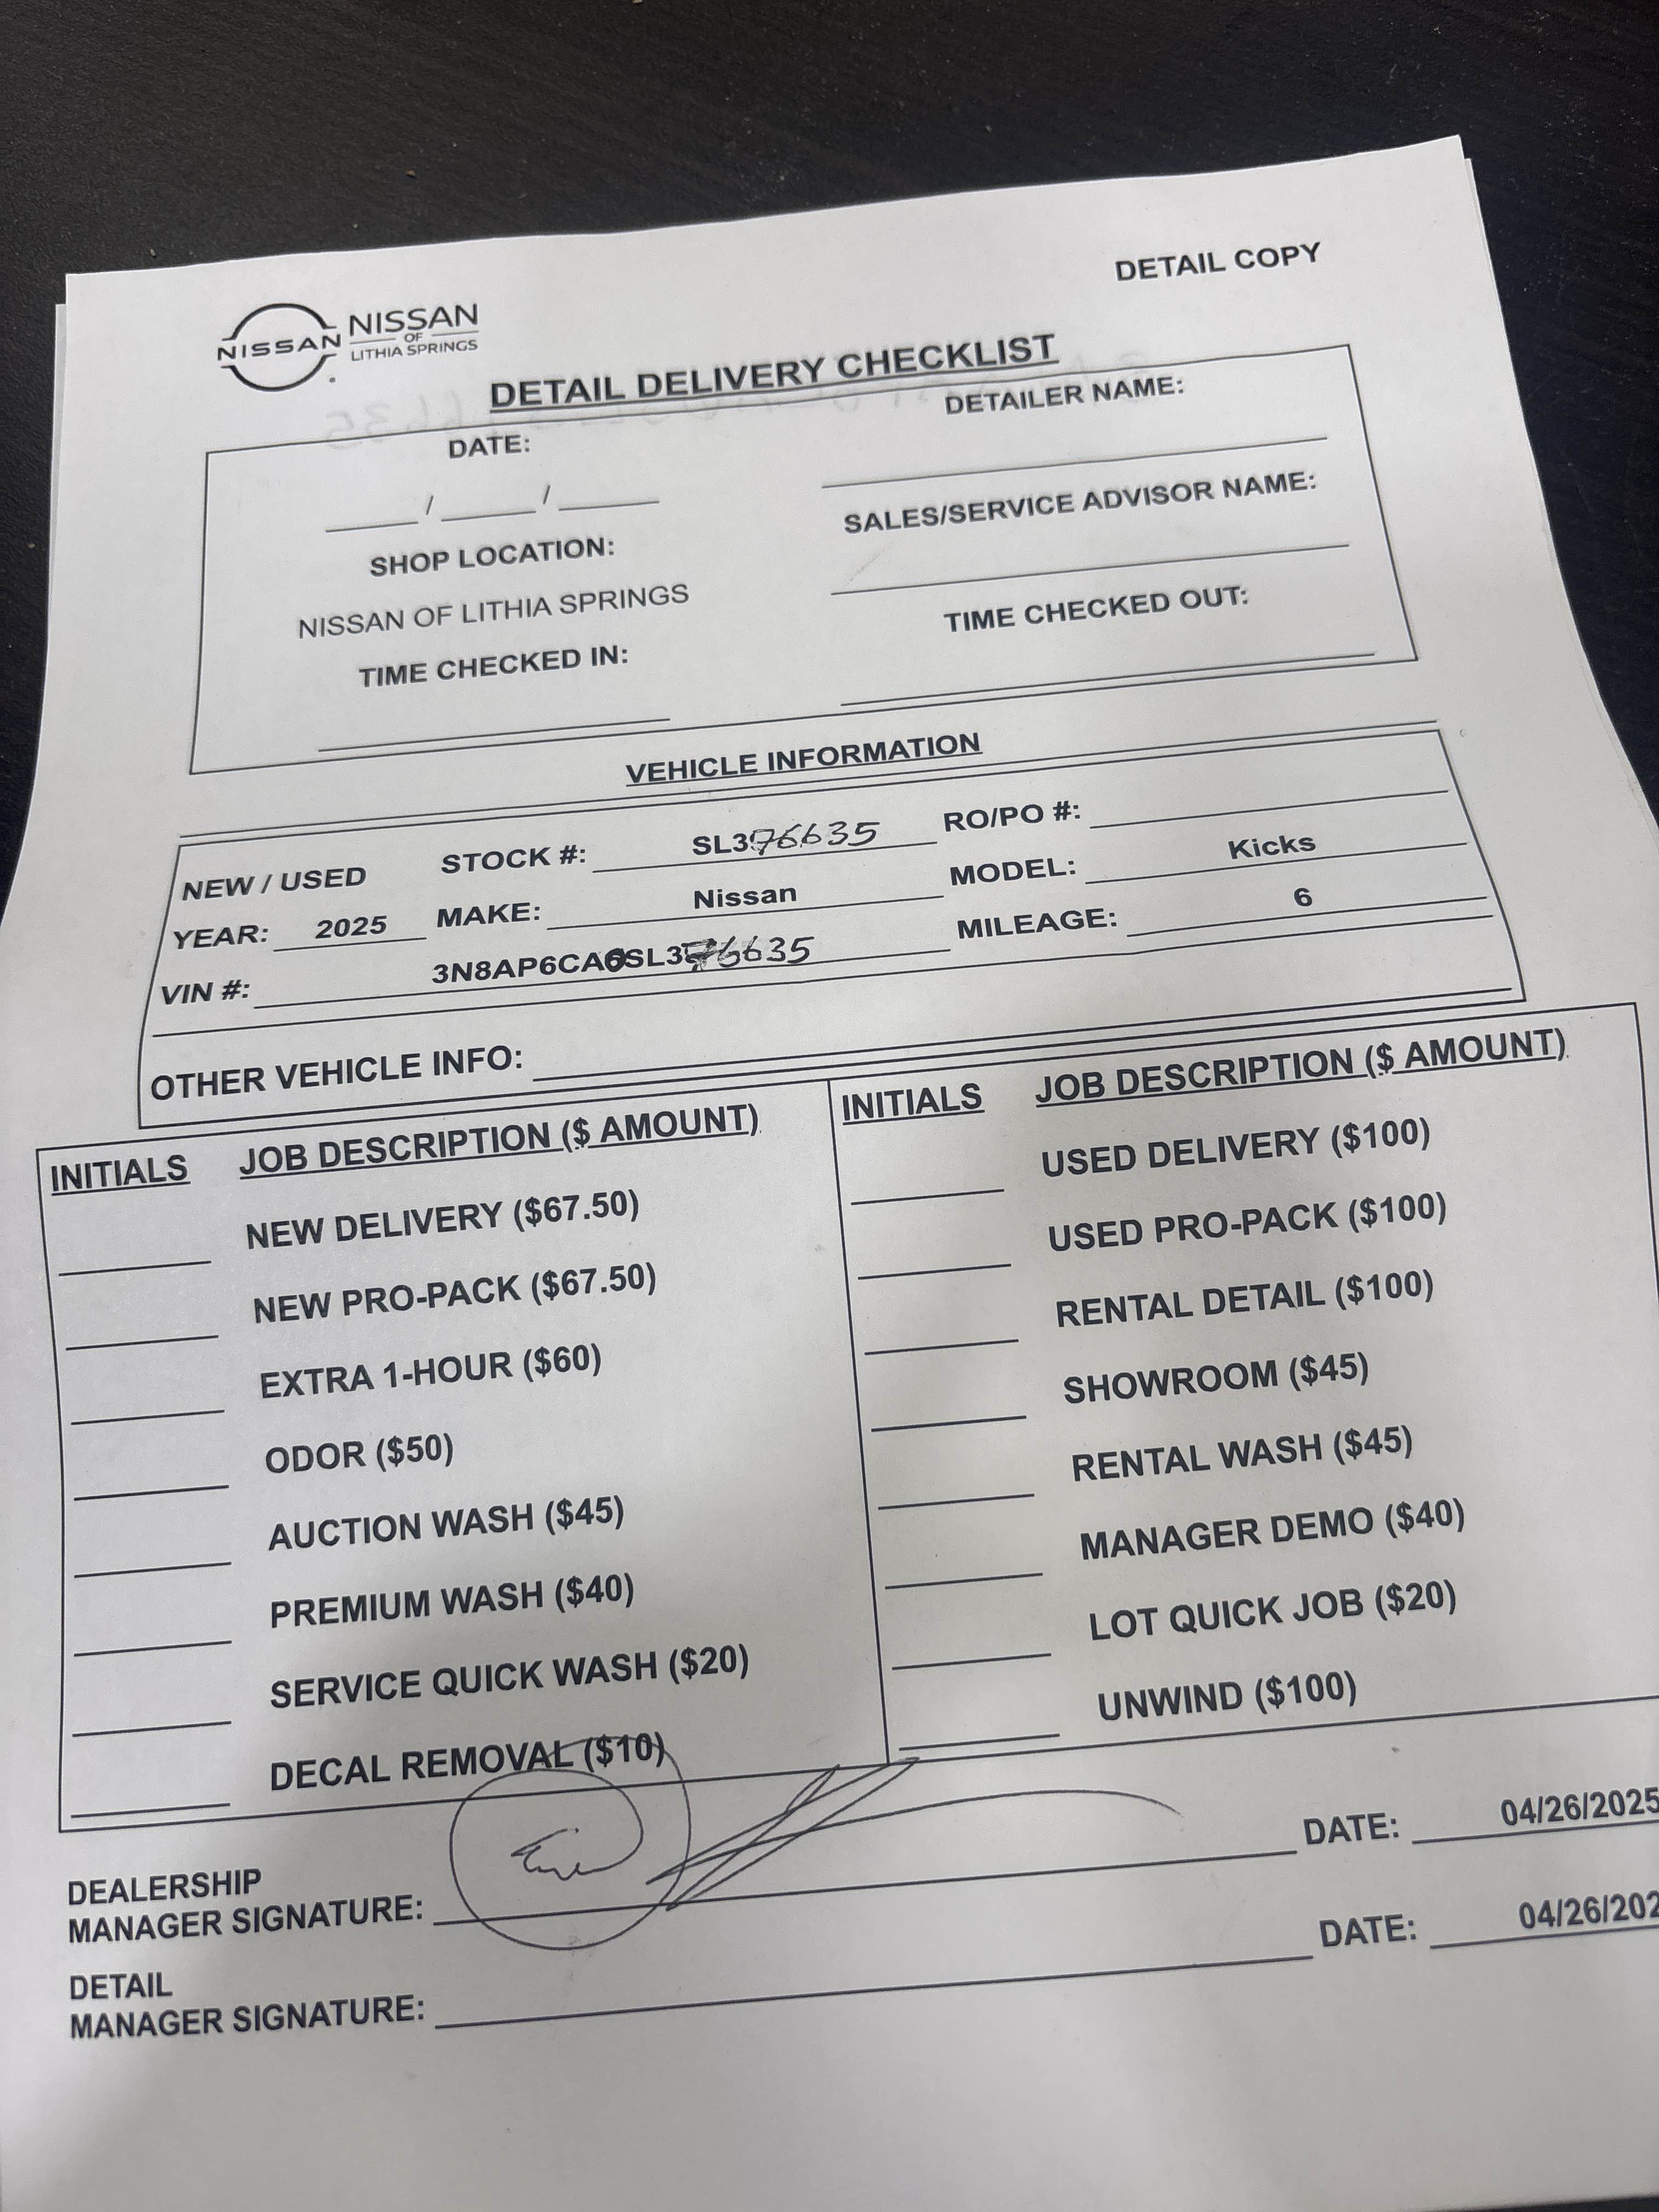 DETAIL COPY
NISSAN
NISSAN
OF
LITHIA SPRINGS
DETAIL DELIVERY CHECKLIST
DATE:
DETAILER NAME:
/ /
SALES/SERVICE ADVISOR NAME:
SHOP LOCATION:
NISSAN OF LITHIA SPRINGS
TIME CHECKED OUT:
TIME CHECKED IN:
VEHICLE INFORMATION
NEW / USED STOCK #: SL376635 RO/PO #:
YEAR: 2025 MAKE: Nissan MODEL: Kicks
VIN #: 3N8AP6CA6SL376635 MILEAGE: 6
OTHER VEHICLE INFO:
INITIALS JOB DESCRIPTION ($ AMOUNT)
NEW DELIVERY ($67.50)
NEW PRO-PACK ($67.50)
EXTRA 1-HOUR ($60)
ODOR ($50)
AUCTION WASH ($45)
PREMIUM WASH ($40)
SERVICE QUICK WASH ($20)
DECAL REMOVAL ($10)
INITIALS JOB DESCRIPTION ($ AMOUNT)
USED DELIVERY ($100)
USED PRO-PACK ($100)
RENTAL DETAIL ($100)
SHOWROOM ($45)
RENTAL WASH ($45)
MANAGER DEMO ($40)
LOT QUICK JOB ($20)
UNWIND ($100)
DEALERSHIP
MANAGER SIGNATURE: DATE: 04/26/2025
DETAIL
MANAGER SIGNATURE: DATE: 04/26/202